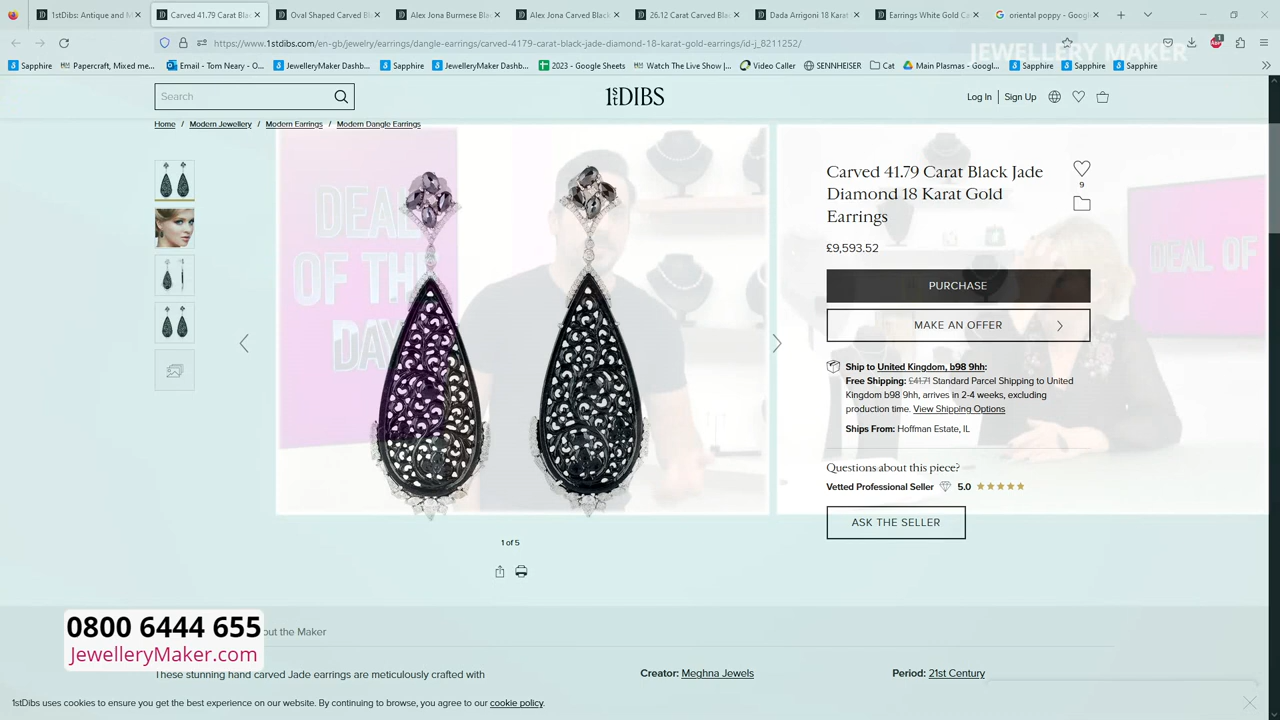 1stDibs: Antique and M
Carved 41.79 Carat Blac
Oval Shaped Carved B
Alex Jona Burmese Bla
Alex Jona Carved Black
26.12 Carat Carved Bla
Dada Arrigoni 18 Karat
Earrings White Gold C
oriental poppy - Googl
https://www.1stdibs.com/en-gb/jewelry/earrings/dangle-earrings/carved-4179-carat-black-jade-diamond-18-karat-gold-earrings/id-j_8211252/
JEWELLERY MAKER
Sapphire
Papercraft, Mixed me...
Email - Tom Neary - O...
JewelleryMaker Dashb...
Sapphire
JewelleryMaker Dashb...
2023 - Google Sheets
Watch The Live Show |...
Video Caller
SENNHEISER
Cat
Main Plasmas - Googl...
Sapphire
Sapphire
Sapphire
Search
1stDIBS
Log In
Sign Up
Home / Modern Jewellery / Modern Earrings / Modern Dangle Earrings
DEAL
OF THE
DAY
DEAL OF
Carved 41.79 Carat Black Jade
Diamond 18 Karat Gold
Earrings
9
£9,593.52
PURCHASE
MAKE AN OFFER
Ship to United Kingdom, b98 9hh:
Free Shipping: £41.71 Standard Parcel Shipping to United
Kingdom b98 9hh, arrives in 2-4 weeks, excluding
production time. View Shipping Options
Ships From: Hoffman Estate, IL
Questions about this piece?
Vetted Professional Seller 5.0
ASK THE SELLER
1 of 5
0800 6444 655
JewelleryMaker.com
out the Maker
These stunning hand carved Jade earrings are meticulously crafted with
Creator: Meghna Jewels
Period: 21st Century
1stDibs uses cookies to ensure you get the best experience on our website. By continuing to browse, you agree to our cookie policy.